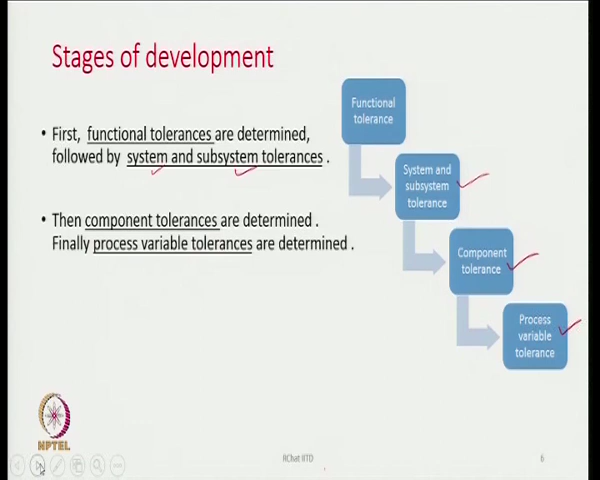 Stages of development
• First, functional tolerances are determined,
followed by system and subsystem tolerances .
• Then component tolerances are determined .
Finally process variable tolerances are determined .
Functional
tolerance
System and
subsystem
tolerance
Component
tolerance
Process
variable
tolerance
NPTEL
RChat IITD
6